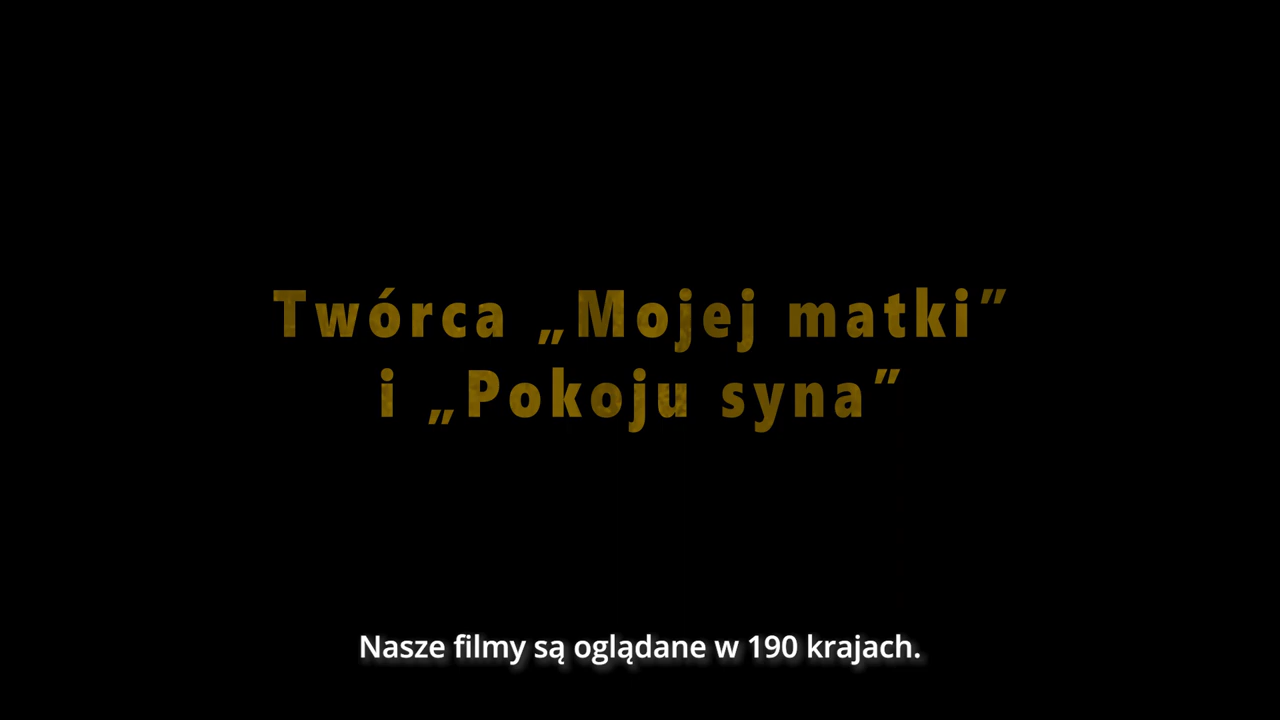 Twórca „Mojej matki”
i „Pokoju syna”
Nasze filmy są oglądane w 190 krajach.